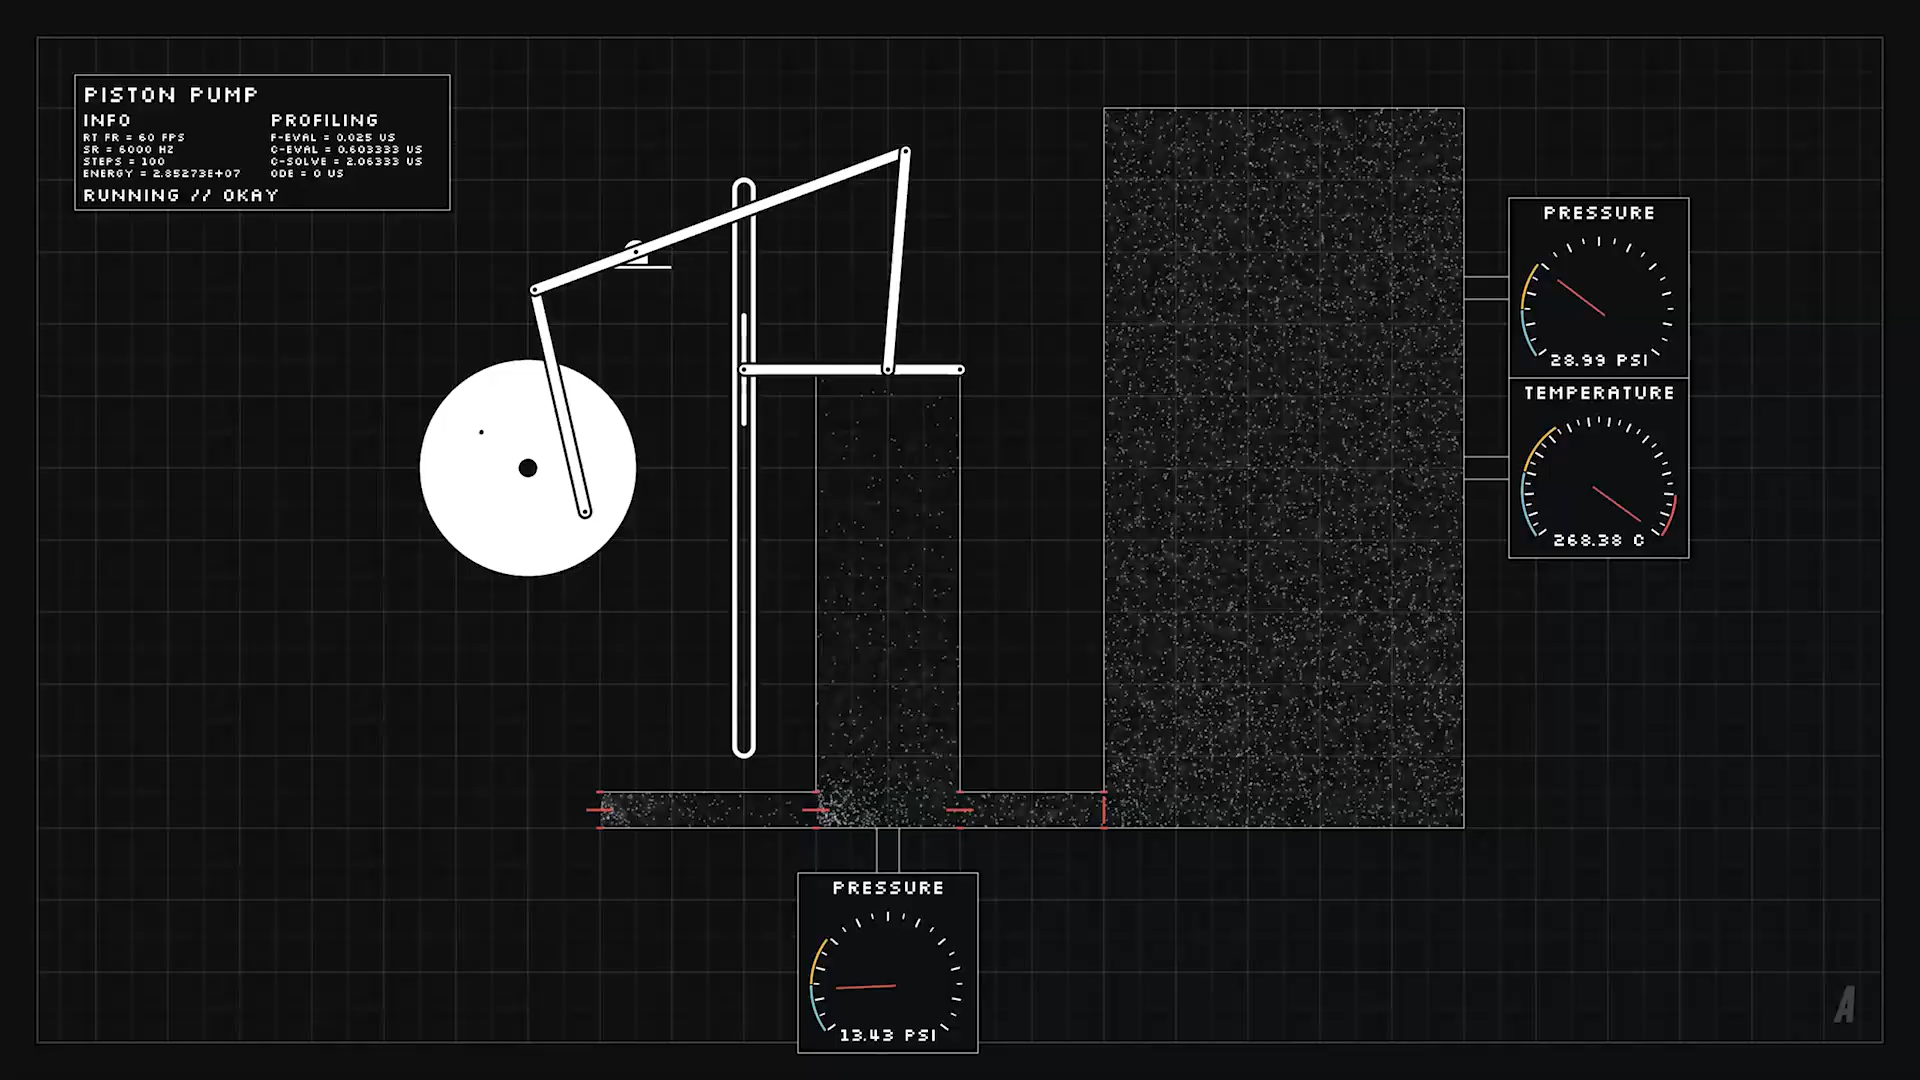 PISTON PUMP
INFO
RT FR = 60 FPS
SR = 6000 HZ
STEPS = 100
ENERGY = 2.85273E+07
PROFILING
F-EVAL = 0.025 US
C-EVAL = 0.603333 US
C-SOLVE = 2.06333 US
ODE = 0 US
RUNNING // OKAY
PRESSURE
28.99 PSI
TEMPERATURE
268.38 C
PRESSURE
13.43 PSI
A